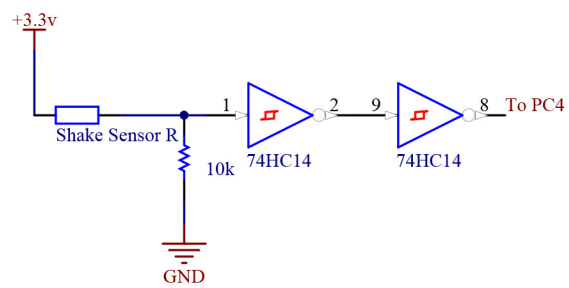 +3.3v
1
2
9
8
To PC4
Shake Sensor R
10k
74HC14
74HC14
GND